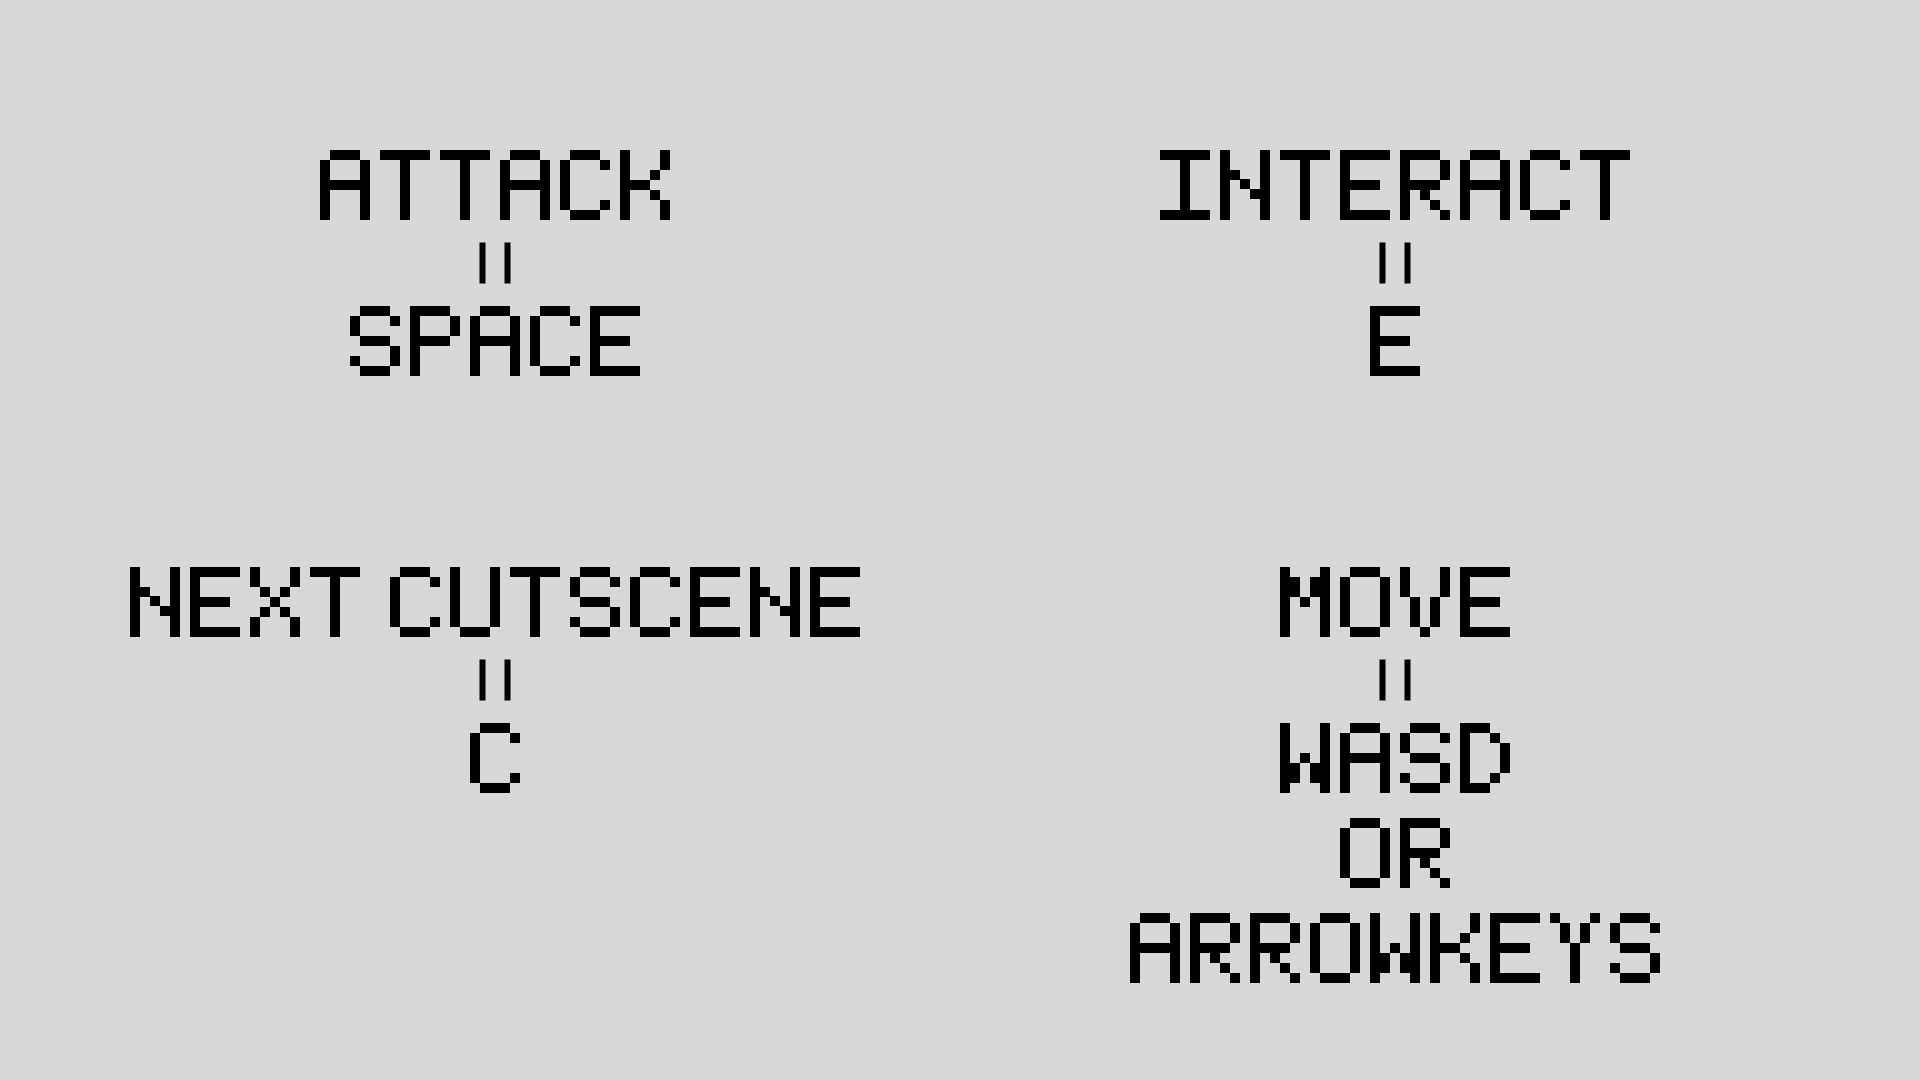 ATTACK
||
SPACE
INTERACT
||
E
NEXT CUTSCENE
||
C
MOVE
||
WASD
OR
ARROWKEYS